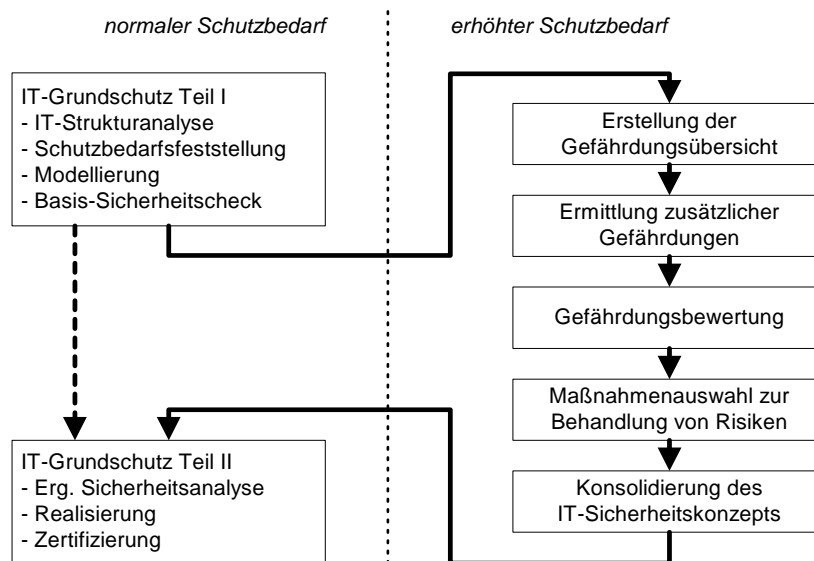 normaler Schutzbedarf
erhöhter Schutzbedarf
IT-Grundschutz Teil I
- IT-Strukturanalyse
- Schutzbedarfsfeststellung
- Modellierung
- Basis-Sicherheitscheck
Erstellung der
Gefährdungsübersicht
Ermittlung zusätzlicher
Gefährdungen
Gefährdungsbewertung
Maßnahmenauswahl zur
Behandlung von Risiken
Konsolidierung des
IT-Sicherheitskonzepts
IT-Grundschutz Teil II
- Erg. Sicherheitsanalyse
- Realisierung
- Zertifizierung